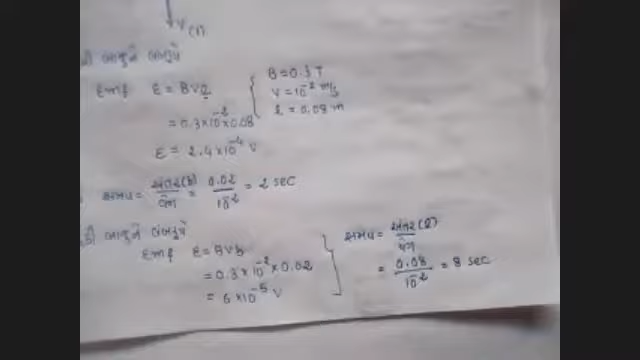 V(1)
બાજુને લંબરૂપે
emf ε = Bvl
= 0.3×10⁻²×0.08
ε = 2.4×10⁻⁴ V
B = 0.3 T
V = 10⁻² m/s
l = 0.08 m
સમય = અંતર(b)/વેગ = 0.02/10⁻² = 2 sec
બાજુને લંબરૂપે
emf ε = Bvb
= 0.3×10⁻²×0.02
= 6×10⁻⁵ V
સમય = અંતર(l)/વેગ
= 0.08/10⁻² = 8 sec